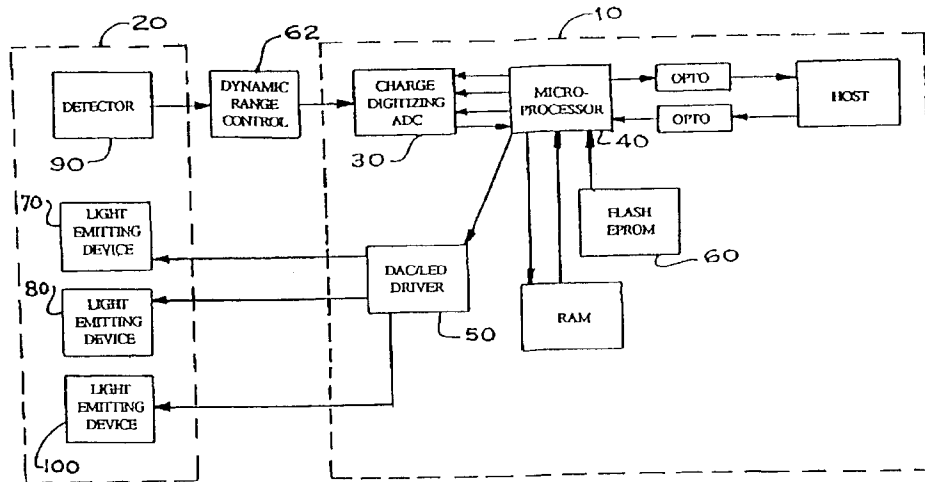 20
62
10
DETECTOR
90
DYNAMIC
RANGE
CONTROL
CHARGE
DIGITIZING
ADC
30
MICRO-
PROCESSOR
40
OPTO
OPTO
HOST
70
LIGHT
EMITTING
DEVICE
80
LIGHT
EMITTING
DEVICE
LIGHT
EMITTING
DEVICE
100
DAC/LED
DRIVER
50
FLASH
EPROM
60
RAM